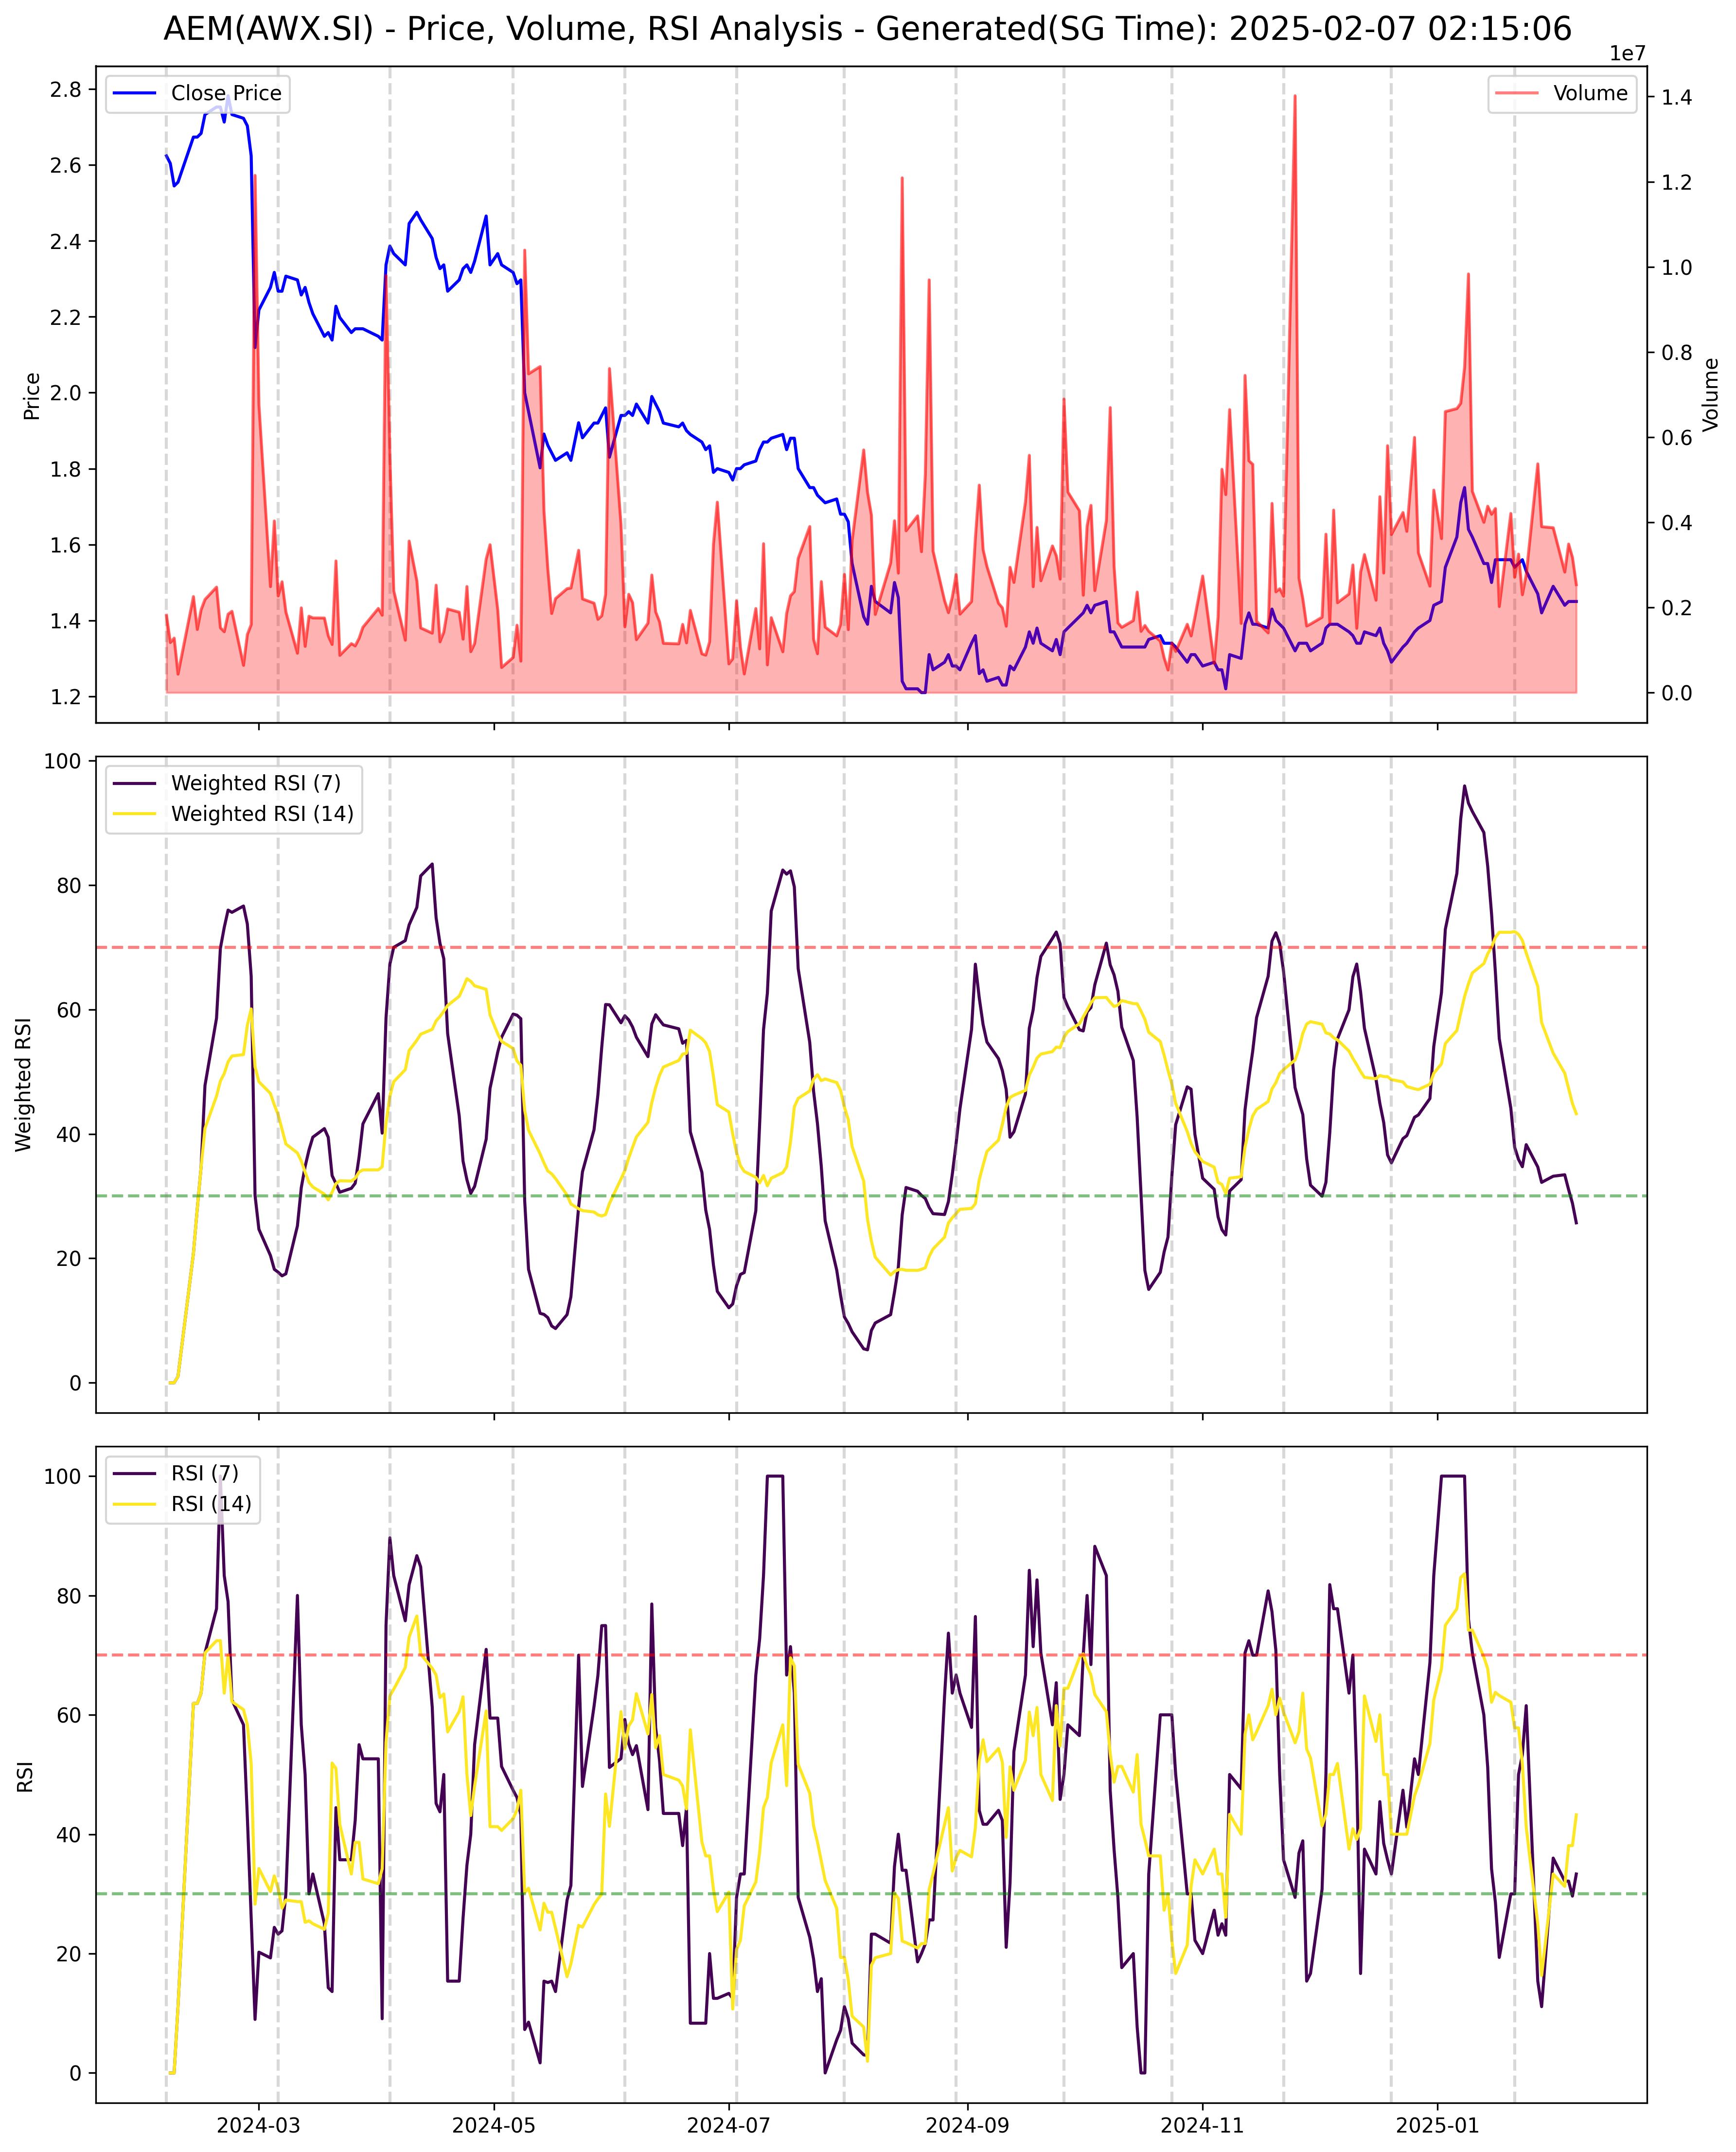 AEM(AWX.SI) - Price, Volume, RSI Analysis - Generated(SG Time): 2025-02-07 02:15:06
1e7
Close Price
Volume
2.8
2.6
2.4
2.2
2.0
1.8
1.6
1.4
1.2
Price
1.4
1.2
1.0
0.8
0.6
0.4
0.2
0.0
Volume
Weighted RSI (7)
Weighted RSI (14)
100
80
60
40
20
0
Weighted RSI
RSI (7)
RSI (14)
100
80
60
40
20
0
RSI
2024-03
2024-05
2024-07
2024-09
2024-11
2025-01